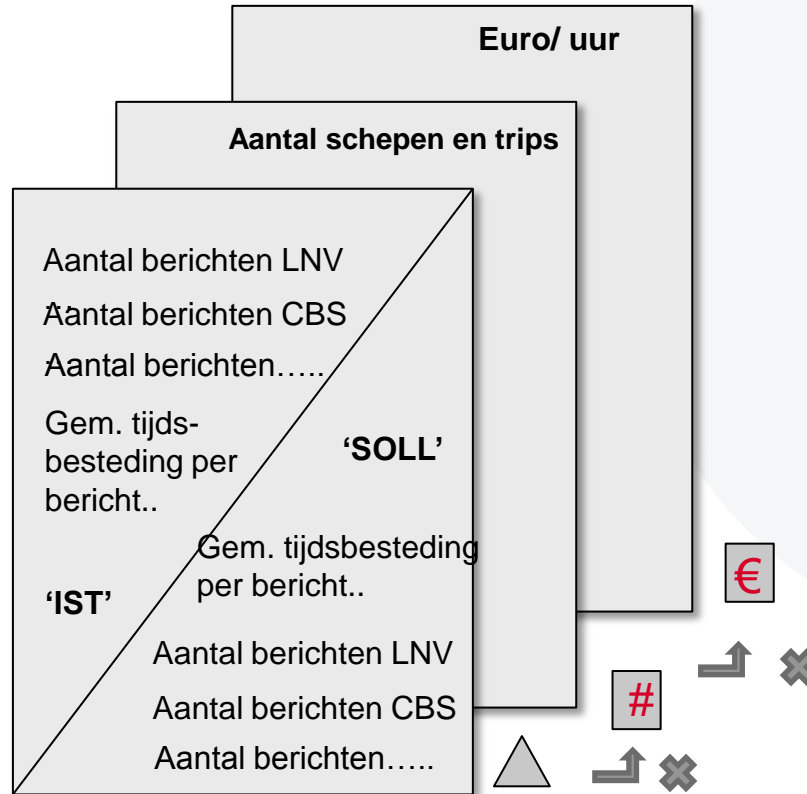 Euro/ uur
Aantal schepen en trips
Aantal berichten LNV
Aantal berichten CBS
Aantal berichten…..
Gem. tijds-
besteding per
bericht..
‘SOLL’
Gem. tijdsbesteding
per bericht..
‘IST’
Aantal berichten LNV
Aantal berichten CBS
Aantal berichten…..
€
#